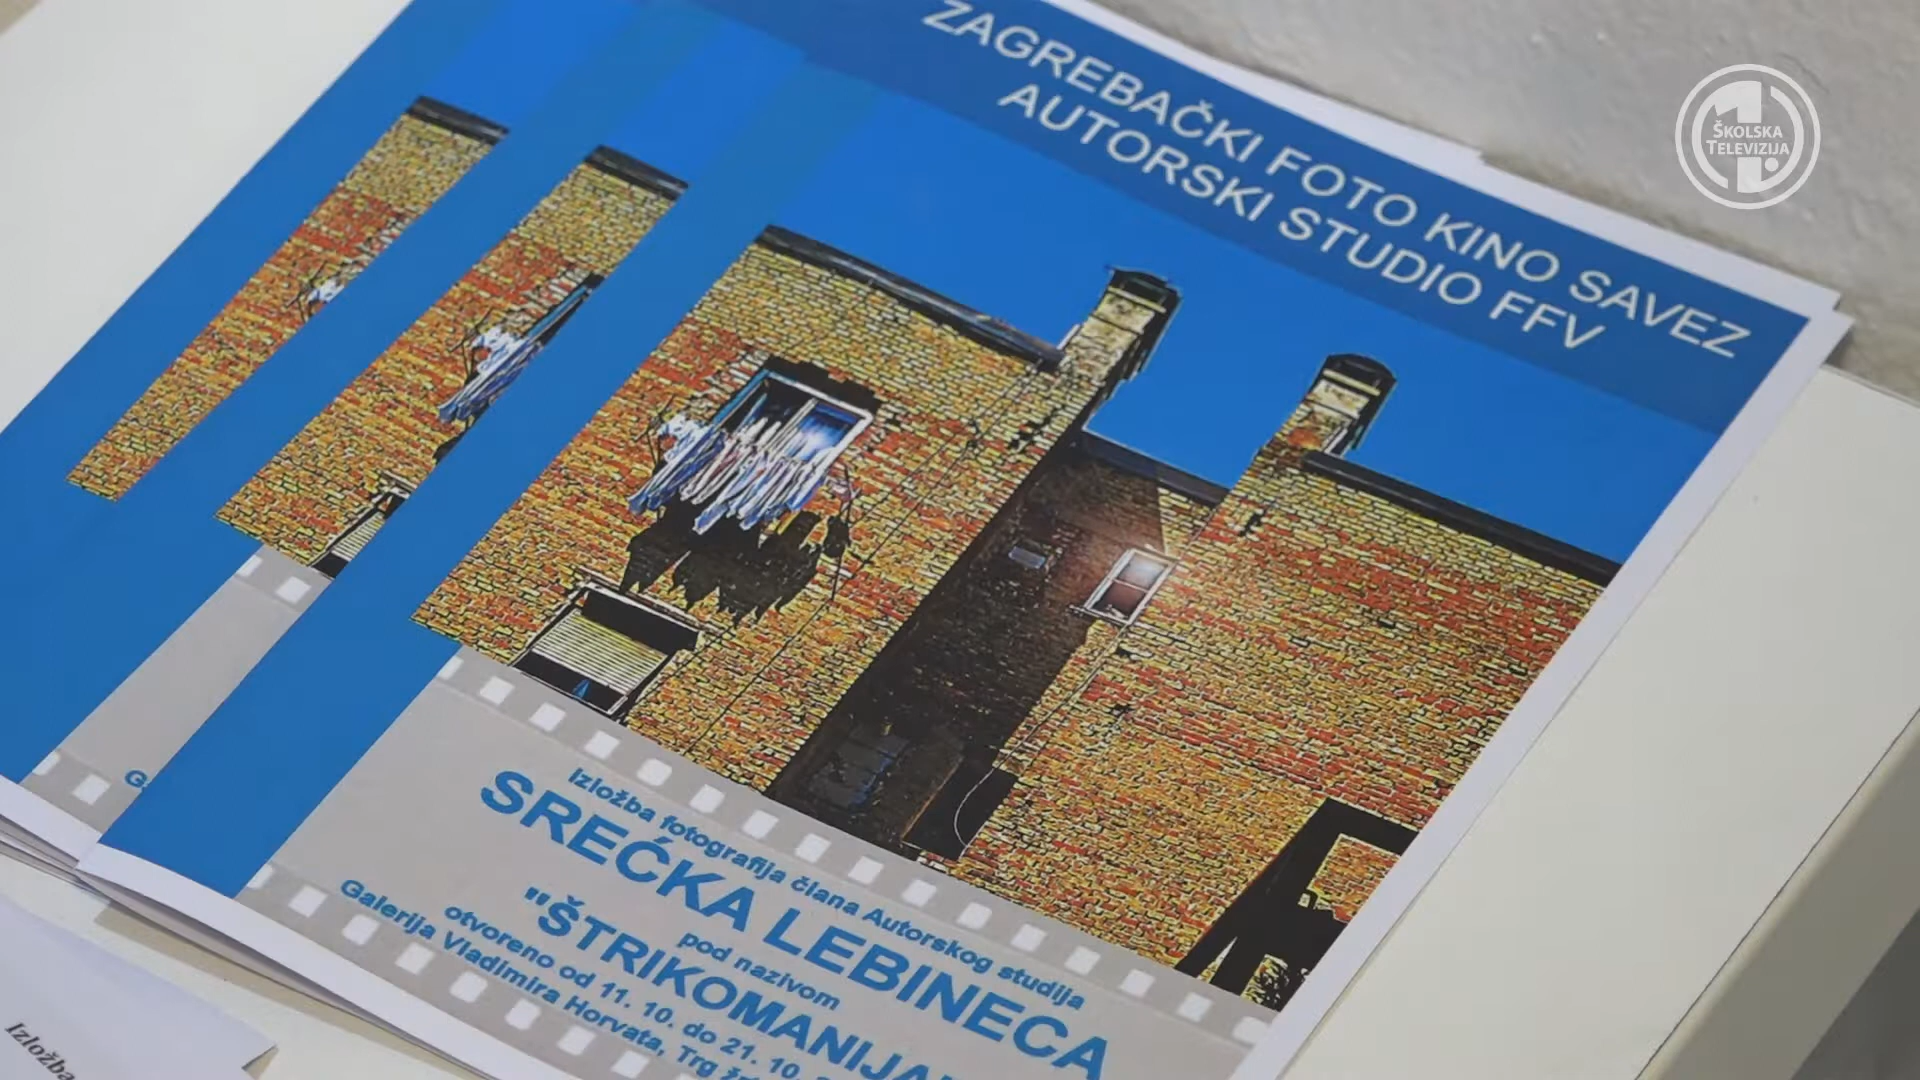 ZAGREBAČKI FOTO KINO SAVEZ
AUTORSKI STUDIO FFV
ŠKOLSKA
TELEVIZIJA
Izložba fotografija člana Autorskog studija
SREĆKA LEBINECA
pod nazivom
"ŠTRIKOMANIJA
otvoreno od 11. 10. do 21. 10.
Galerija Vladimira Horvata, Trg
Izložba